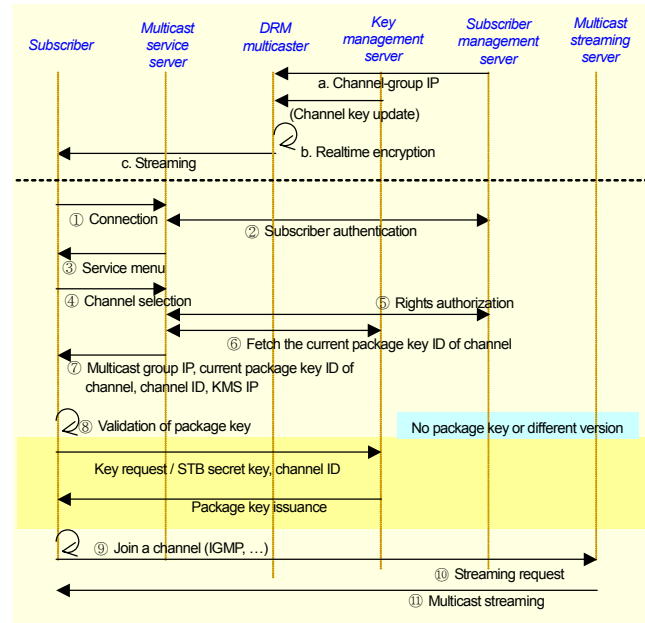 Subscriber
Multicast
service
server
DRM
multicaster
Key
management
server
Subscriber
management
server
Multicast
streaming
server
a. Channel-group IP
(Channel key update)
b. Realtime encryption
c. Streaming
① Connection
② Subscriber authentication
③ Service menu
④ Channel selection
⑤ Rights authorization
⑥ Fetch the current package key ID of channel
⑦ Multicast group IP, current package key ID of
channel, channel ID, KMS IP
⑧ Validation of package key
No package key or different version
Key request / STB secret key, channel ID
Package key issuance
⑨ Join a channel (IGMP, …)
⑩ Streaming request
⑪ Multicast streaming